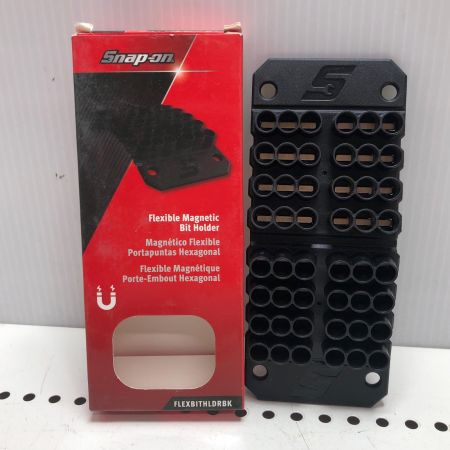 Snap-on
Flexible Magnetic
Bit Holder
Magnético Flexible
Portapuntas Hexagonal
Flexible Magnétique
Porte-Embout Hexagonal
FLEXBITHLDRBK
S
S